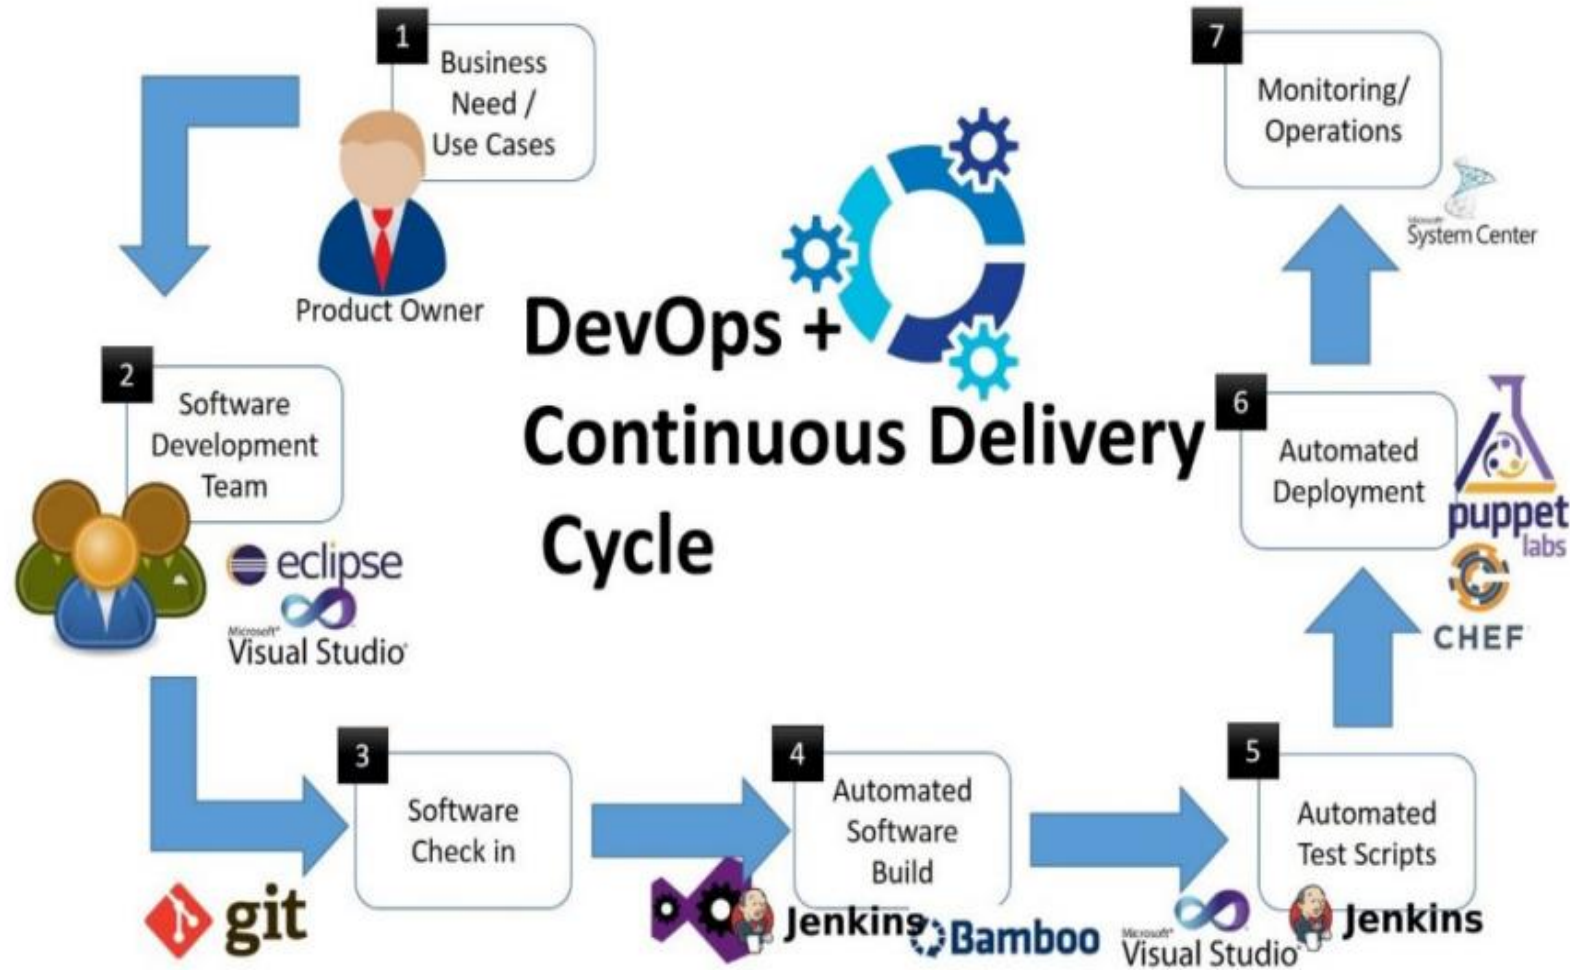 1
Business
Need /
Use Cases
Product Owner
2
Software
Development
Team
eclipse
Microsoft®
Visual Studio®
git
3
Software
Check in
4
Automated
Software
Build
Jenkins
Bamboo
5
Automated
Test Scripts
Microsoft®
Visual Studio®
Jenkins
6
Automated
Deployment
puppet
labs
CHEF
7
Monitoring/
Operations
Microsoft®
System Center
DevOps +
Continuous Delivery
Cycle